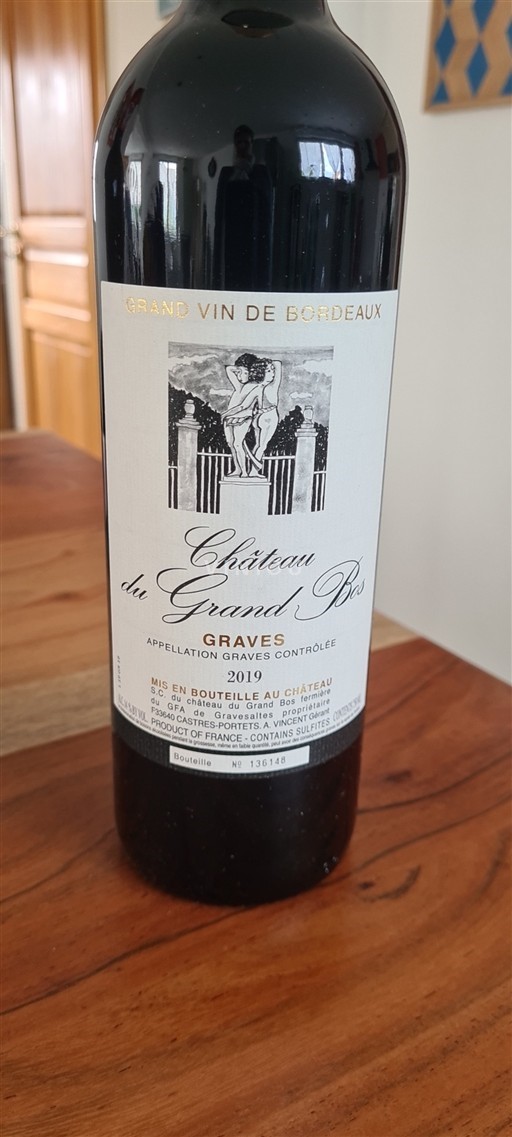 GRAND VIN DE BORDEAUX
Château
du Grand Bos
GRAVES
APPELLATION GRAVES CONTRÔLÉE
2019
MIS EN BOUTEILLE AU CHÂTEAU
S.C. du château du Grand Bos fermière
du GFA de Gravesaltes propriétaire
F33640 CASTRES-PORTETS. A. VINCENT Gérant
PRODUCT OF FRANCE - CONTAINS SULFITES
Bouteille Nº 136148